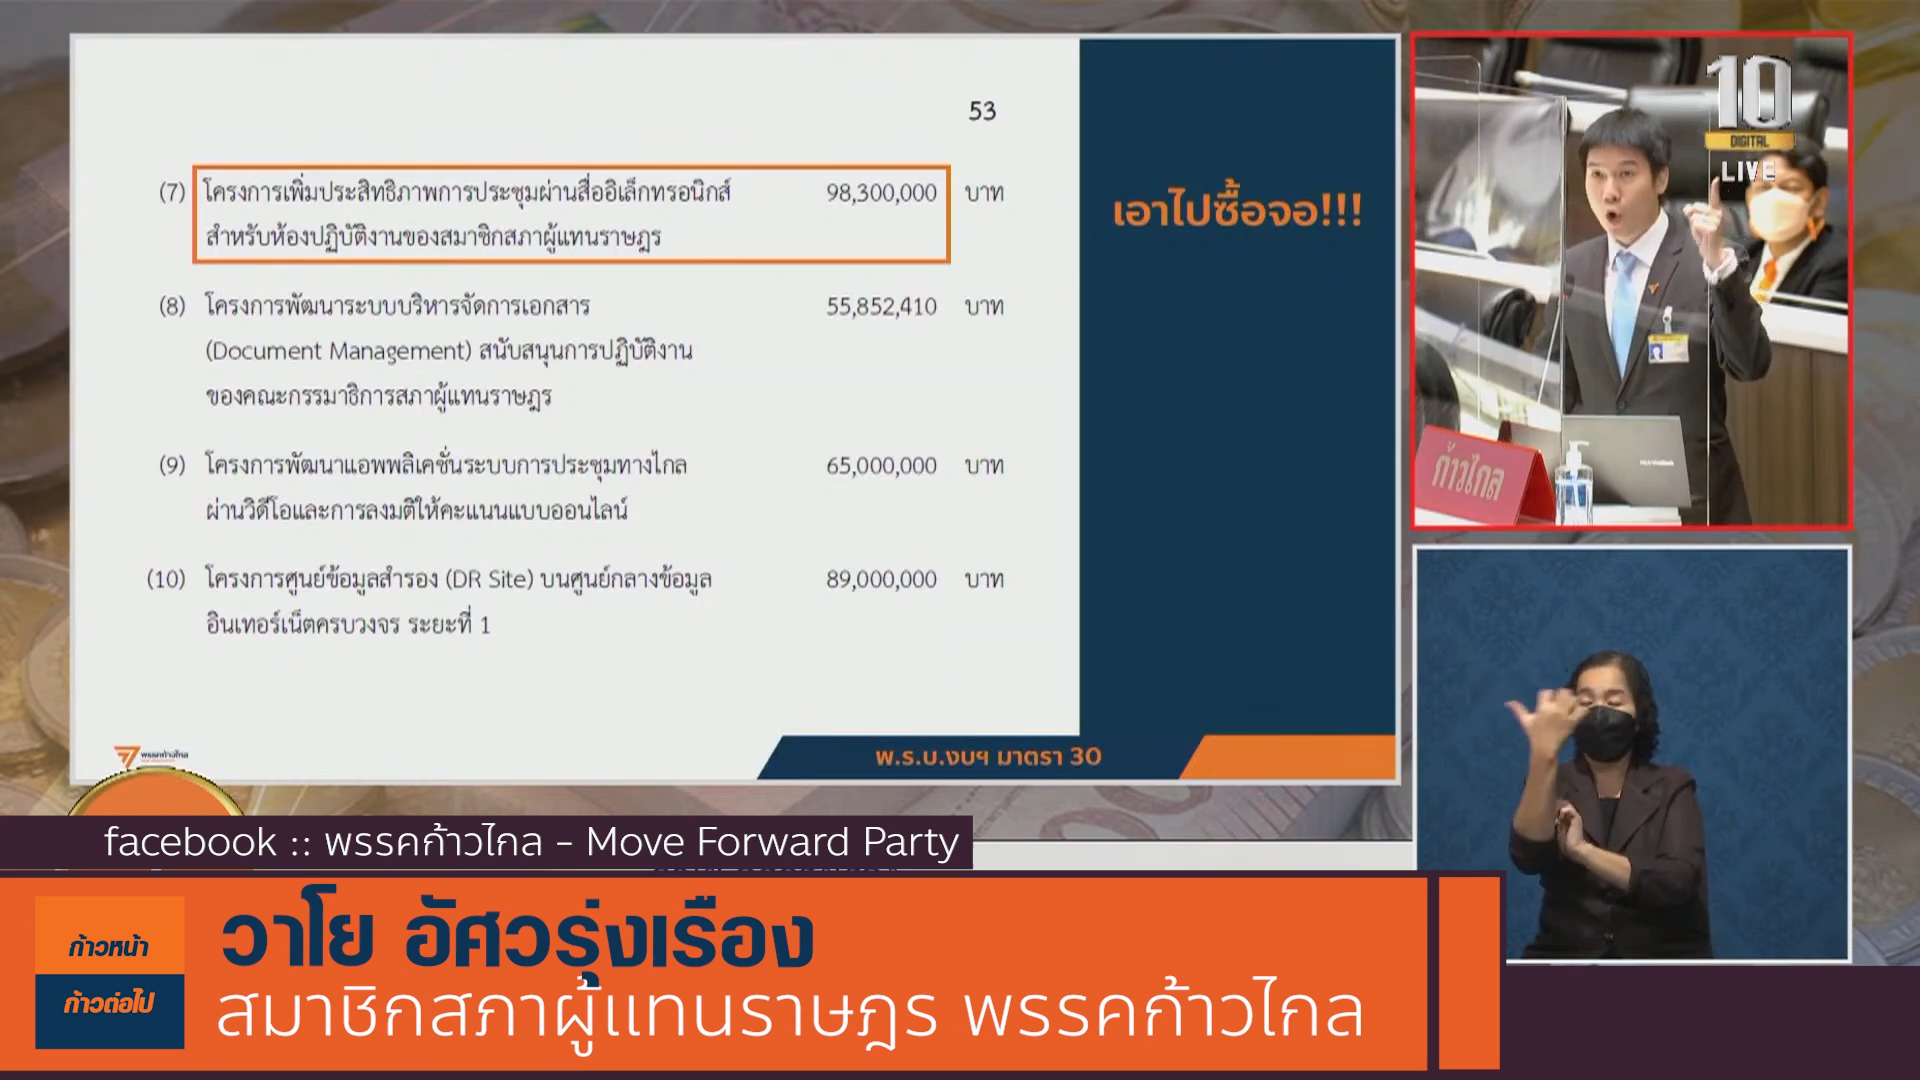 53
(7) โครงการเพิ่มประสิทธิภาพการประชุมผ่านสื่ออิเล็กทรอนิกส์ 98,300,000 บาท
สำหรับห้องปฏิบัติงานของสมาชิกสภาผู้แทนราษฎร
(8) โครงการพัฒนาระบบบริหารจัดการเอกสาร 55,852,410 บาท
(Document Management) สนับสนุนการปฏิบัติงาน
ของคณะกรรมาธิการสภาผู้แทนราษฎร
(9) โครงการพัฒนาแอพพลิเคชั่นระบบการประชุมทางไกล 65,000,000 บาท
ผ่านวิดีโอและการลงมติให้คะแนนแบบออนไลน์
(10) โครงการศูนย์ข้อมูลสำรอง (DR Site) บนศูนย์กลางข้อมูล 89,000,000 บาท
อินเทอร์เน็ตครบวงจร ระยะที่ 1
เอาไปซื้อจอ!!!
พรรคก้าวไกล
พ.ร.บ.งบฯ มาตรา 30
10
DIGITAL
LIVE
ก้าวไกล
facebook :: พรรคก้าวไกล - Move Forward Party
ก้าวหน้า
ก้าวต่อไป
วาโย อัศวรุ่งเรือง
สมาชิกสภาผู้แทนราษฎร พรรคก้าวไกล